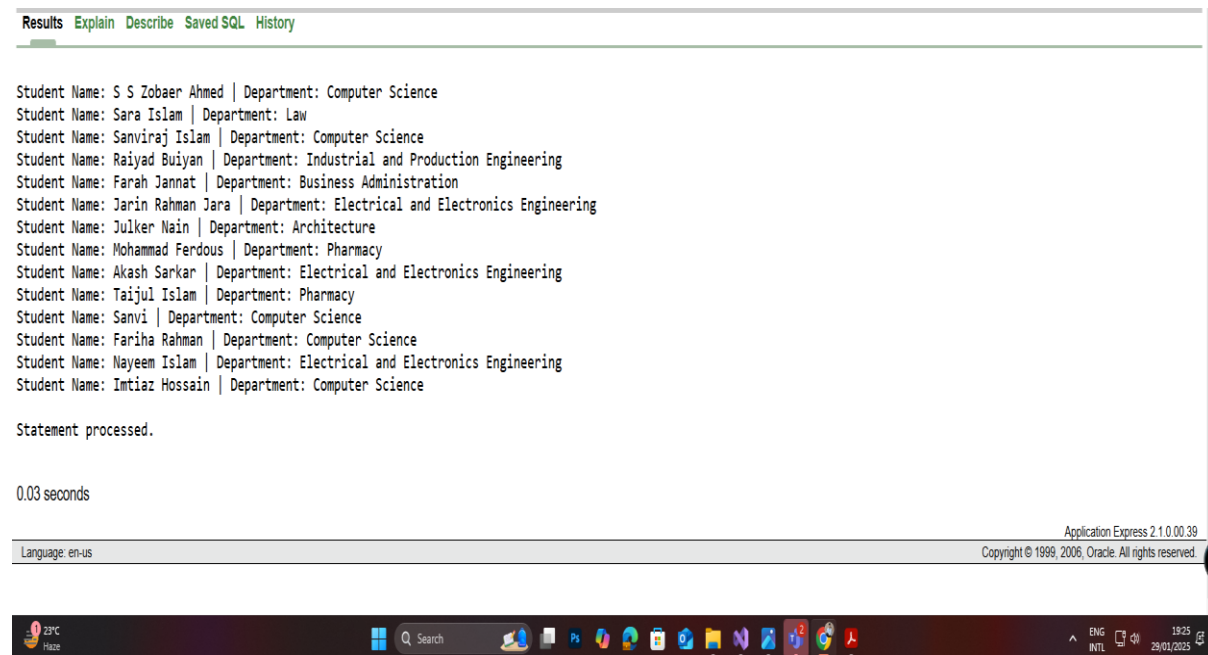 Results Explain Describe Saved SQL History
Student Name: S S Zobaer Ahmed | Department: Computer Science
Student Name: Sara Islam | Department: Law
Student Name: Sanviraj Islam | Department: Computer Science
Student Name: Raiyad Buiyan | Department: Industrial and Production Engineering
Student Name: Farah Jannat | Department: Business Administration
Student Name: Jarin Rahman Jara | Department: Electrical and Electronics Engineering
Student Name: Julker Nain | Department: Architecture
Student Name: Mohammad Ferdous | Department: Pharmacy
Student Name: Akash Sarkar | Department: Electrical and Electronics Engineering
Student Name: Taijul Islam | Department: Pharmacy
Student Name: Sanvi | Department: Computer Science
Student Name: Fariha Rahman | Department: Computer Science
Student Name: Nayeem Islam | Department: Electrical and Electronics Engineering
Student Name: Imtiaz Hossain | Department: Computer Science
Statement processed.
0.03 seconds
Application Express 2.1.0.00.39
Language: en-us Copyright © 1999, 2006, Oracle. All rights reserved.
1 23°C Search Ps 2 ENG 19:25
Haze INTL 29/01/2025